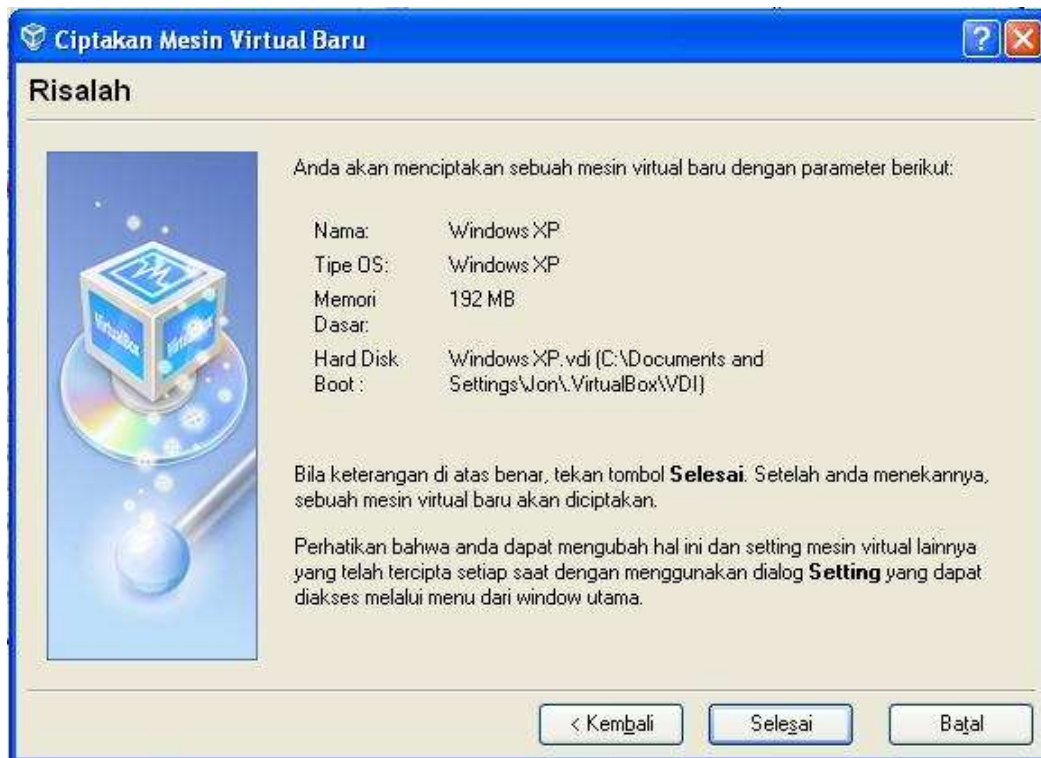 Ciptakan Mesin Virtual Baru
Risalah
Anda akan menciptakan sebuah mesin virtual baru dengan parameter berikut:
Nama: Windows XP
Tipe OS: Windows XP
Memori 192 MB
Dasar:
Hard Disk Windows XP.vdi (C:\Documents and
Boot : Settings\Jon\.VirtualBox\VDI)
VirtualBox
Bila keterangan di atas benar, tekan tombol Selesai. Setelah anda menekannya,
sebuah mesin virtual baru akan diciptakan.
Perhatikan bahwa anda dapat mengubah hal ini dan setting mesin virtual lainnya
yang telah tercipta setiap saat dengan menggunakan dialog Setting yang dapat
diakses melalui menu dari window utama.
< Kembali Selesai Batal